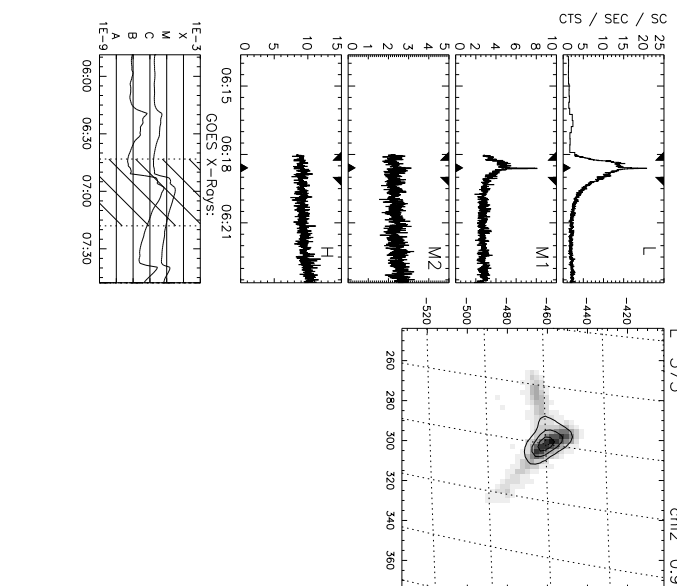 CTS / SEC / SC
0 5 10 15 20 25
L
0 2 4 6 8 10
M1
0 1 2 3 4 5
M2
0 5 10 15
H
06:15 06:18 06:21
GOES X-Rays:
1E-9 A B C M X 1E-3
06:00 06:30 07:00 07:30
-520 -500 -480 -460 -440 -420
260 280 300 320 340 360
L